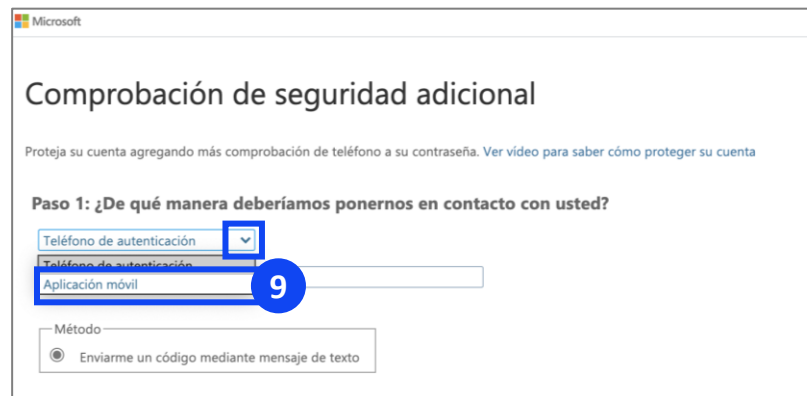 Microsoft
Comprobación de seguridad adicional
Proteja su cuenta agregando más comprobación de teléfono a su contraseña. Ver vídeo para saber cómo proteger su cuenta
Paso 1: ¿De qué manera deberíamos ponernos en contacto con usted?
Teléfono de autenticación
Teléfono de autenticación
Aplicación móvil
9
Método
Enviarme un código mediante mensaje de texto